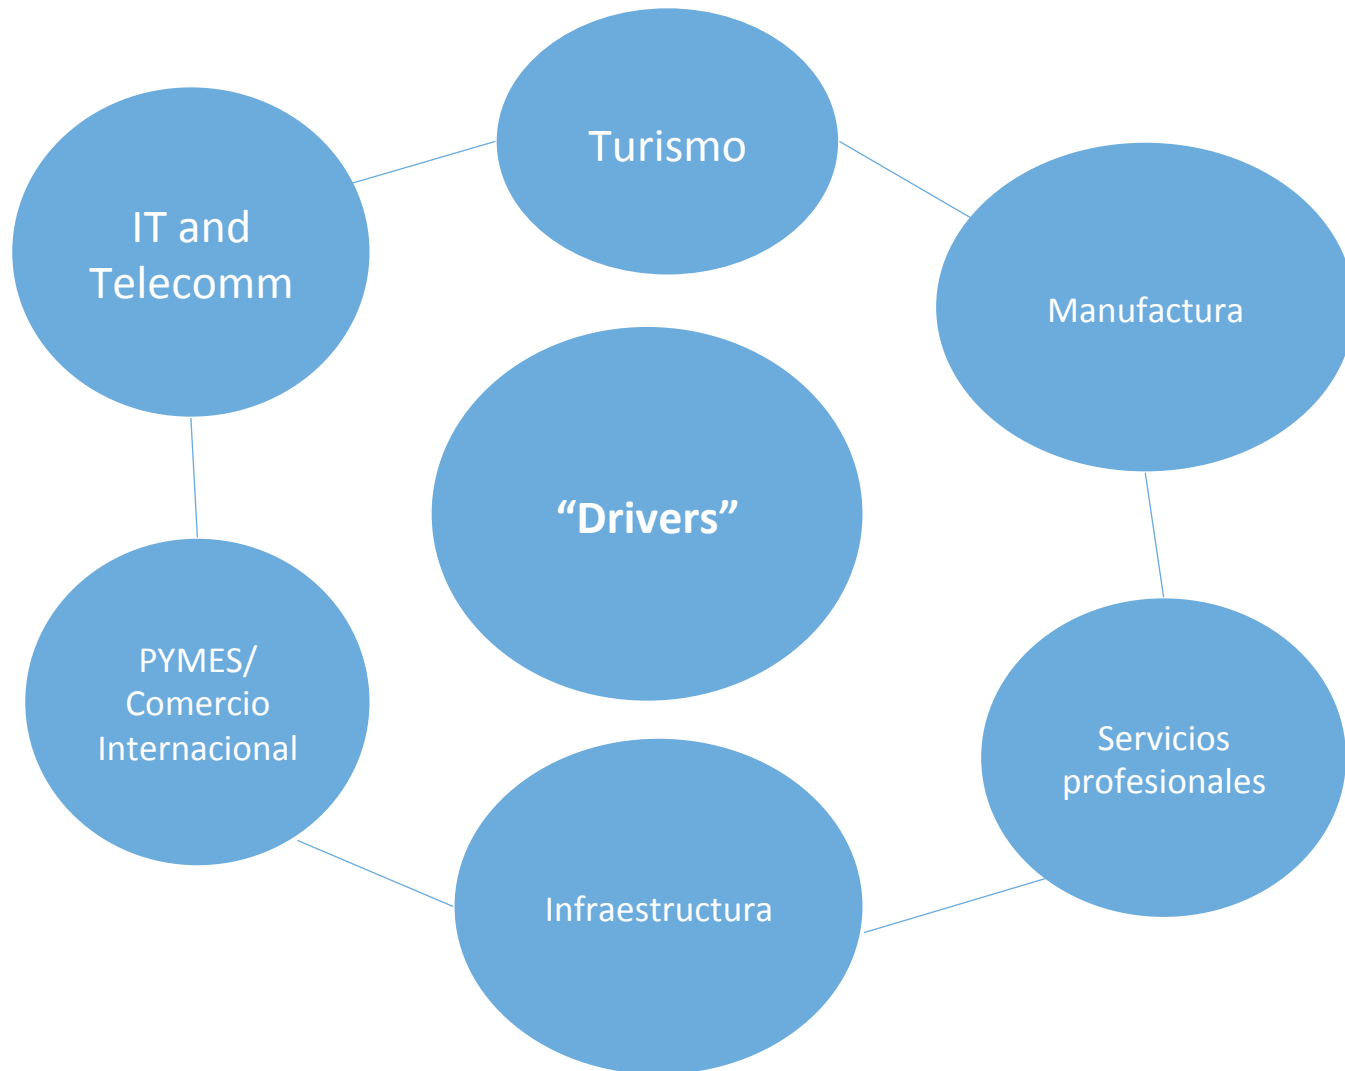 Turismo
IT and
Telecomm
Manufactura
“Drivers”
PYMES/
Comercio
Internacional
Servicios
profesionales
Infraestructura